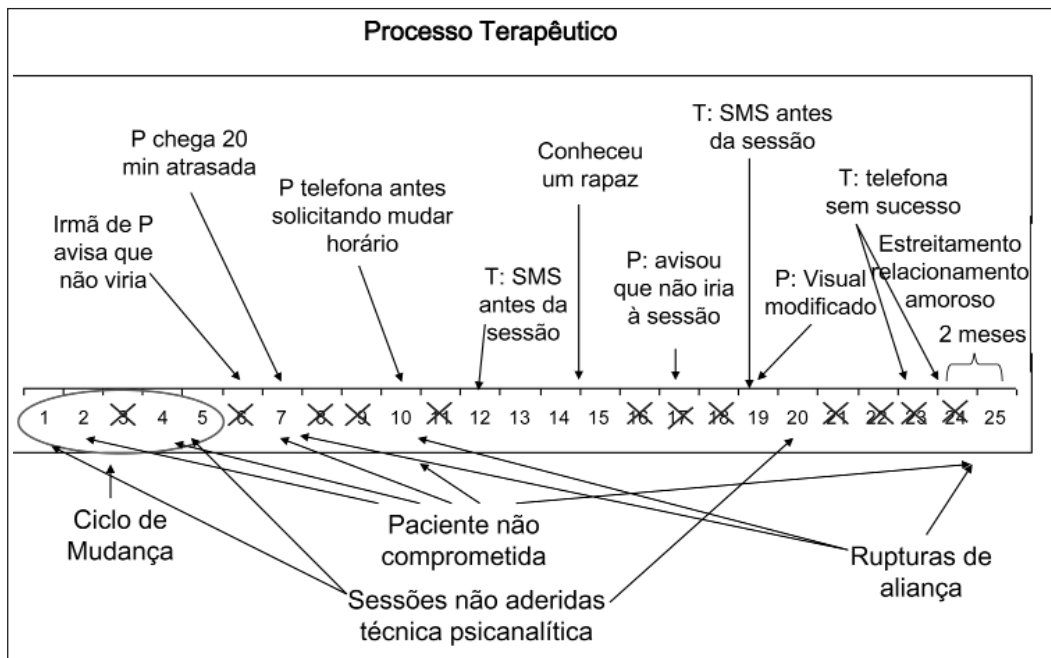 Processo Terapêutico
P chega 20
min atrasada
Irmã de P
avisa que
não viria
P telefona antes
solicitando mudar
horário
T: SMS
antes da
sessão
Conheceu
um rapaz
P: avisou
que não iria
à sessão
T: SMS antes
da sessão
P: Visual
modificado
T: telefona
sem sucesso
Estreitamento
relacionamento
amoroso
2 meses
1 2 3 4 5 6 7 8 9 10 11 12 13 14 15 16 17 18 19 20 21 22 23 24 25
Ciclo de
Mudança
Paciente não
comprometida
Sessões não aderidas
técnica psicanalítica
Rupturas de
aliança